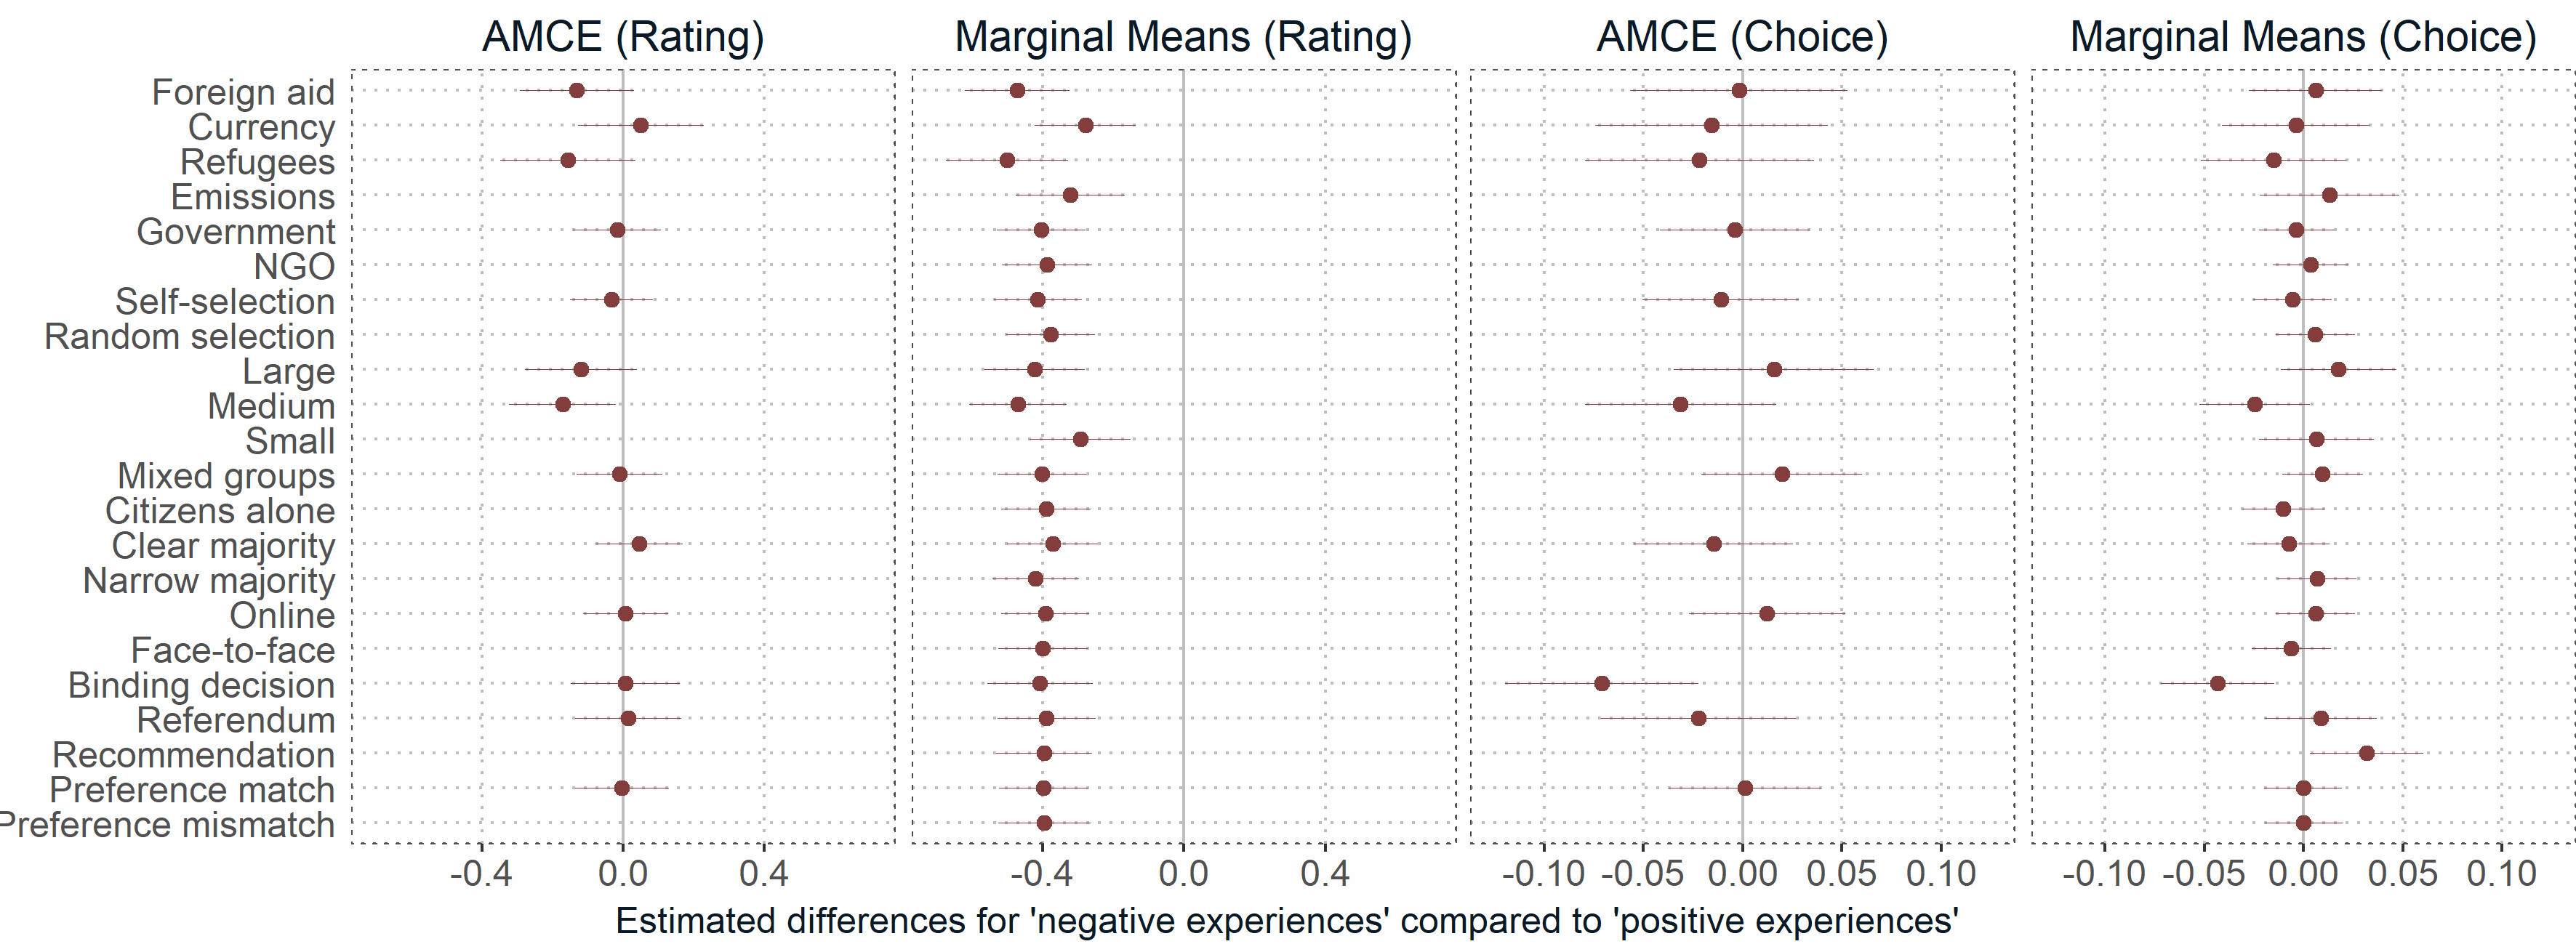 AMCE (Rating)
Marginal Means (Rating)
AMCE (Choice)
Marginal Means (Choice)
Foreign aid
Currency
Refugees
Emissions
Government
NGO
Self-selection
Random selection
Large
Medium
Small
Mixed groups
Citizens alone
Clear majority
Narrow majority
Online
Face-to-face
Binding decision
Referendum
Recommendation
Preference match
Preference mismatch
-0.4 0.0 0.4
-0.4 0.0 0.4
-0.10 -0.05 0.00 0.05 0.10
-0.10 -0.05 0.00 0.05 0.10
Estimated differences for 'negative experiences' compared to 'positive experiences'